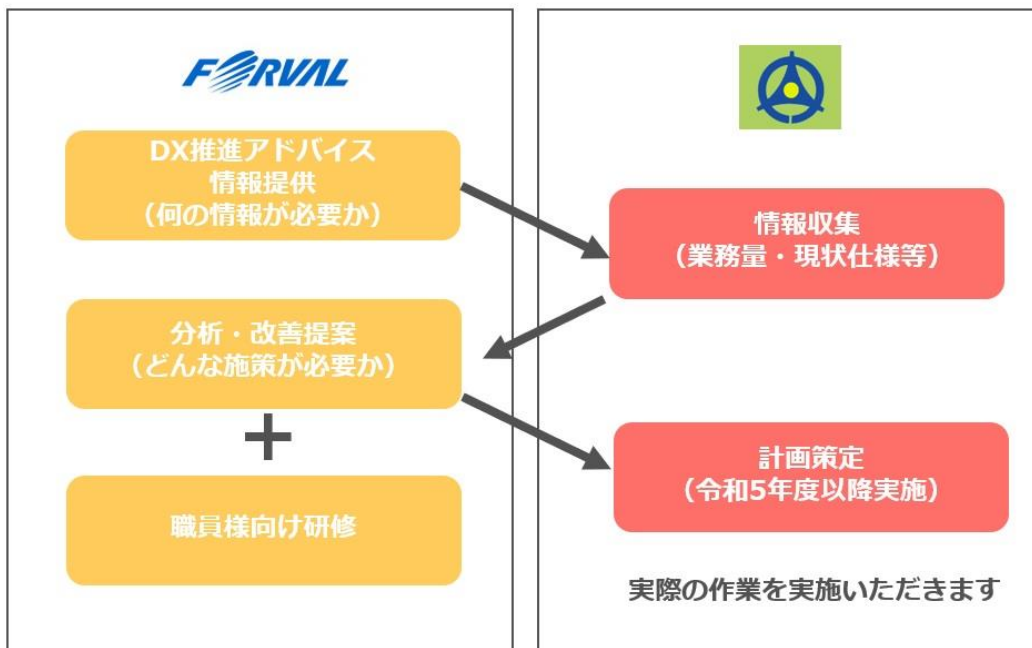 FORVAL
DX推進アドバイス
情報提供
（何の情報が必要か）
分析・改善提案
（どんな施策が必要か）
＋
職員様向け研修
情報収集
（業務量・現状仕様等）
計画策定
（令和5年度以降実施）
実際の作業を実施いただきます